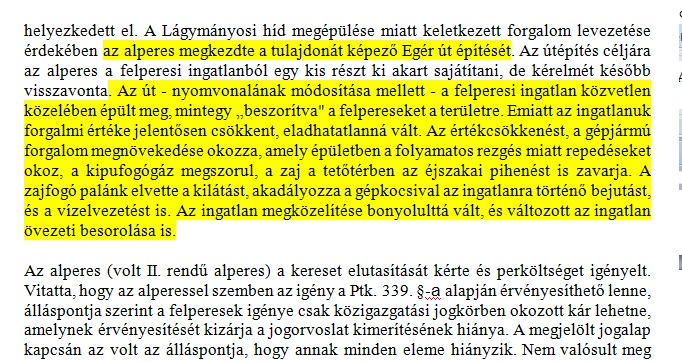 helyezkedett el. A Lágymányosi híd megépülése miatt keletkezett forgalom levezetése
érdekében az alperes megkezdte a tulajdonát képező Egér út építését. Az útépítés céljára
az alperes a felperesi ingatlanból egy kis részt ki akart sajátítani, de kérelmét később
visszavonta. Az út - nyomvonalának módosítása mellett - a felperesi ingatlan közvetlen
közelében épült meg, mintegy „beszorítva" a felpereseket a területre. Emiatt az ingatlanuk
forgalmi értéke jelentősen csökkent, eladhatatlanná vált. Az értékcsökkenést, a gépjármű
forgalom megnövekedése okozza, amely épületben a folyamatos rezgés miatt repedéseket
okoz, a kipufogógáz megszorul, a zaj a tetőtérben az éjszakai pihenést is zavarja. A
zajfogó palánk elvette a kilátást, akadályozza a gépkocsival az ingatlanra történő bejutást,
és a vízelvezetést is. Az ingatlan megközelítése bonyolulttá vált, és változott az ingatlan
övezeti besorolása is.
Az alperes (volt II. rendű alperes) a kereset elutasítását kérte és perköltséget igényelt.
Vitatta, hogy az alperessel szemben az igény a Ptk. 339. §-a alapján érvényesíthető lenne,
álláspontja szerint a felperesek igénye csak közigazgatási jogkörben okozott kár lehetne,
amelynek érvényesítését kizárja a jogorvoslat kimerítésének hiánya. A megjelölt jogalap
kapcsán az volt az álláspontja, hogy annak minden eleme hiányzik. Nem valósult meg